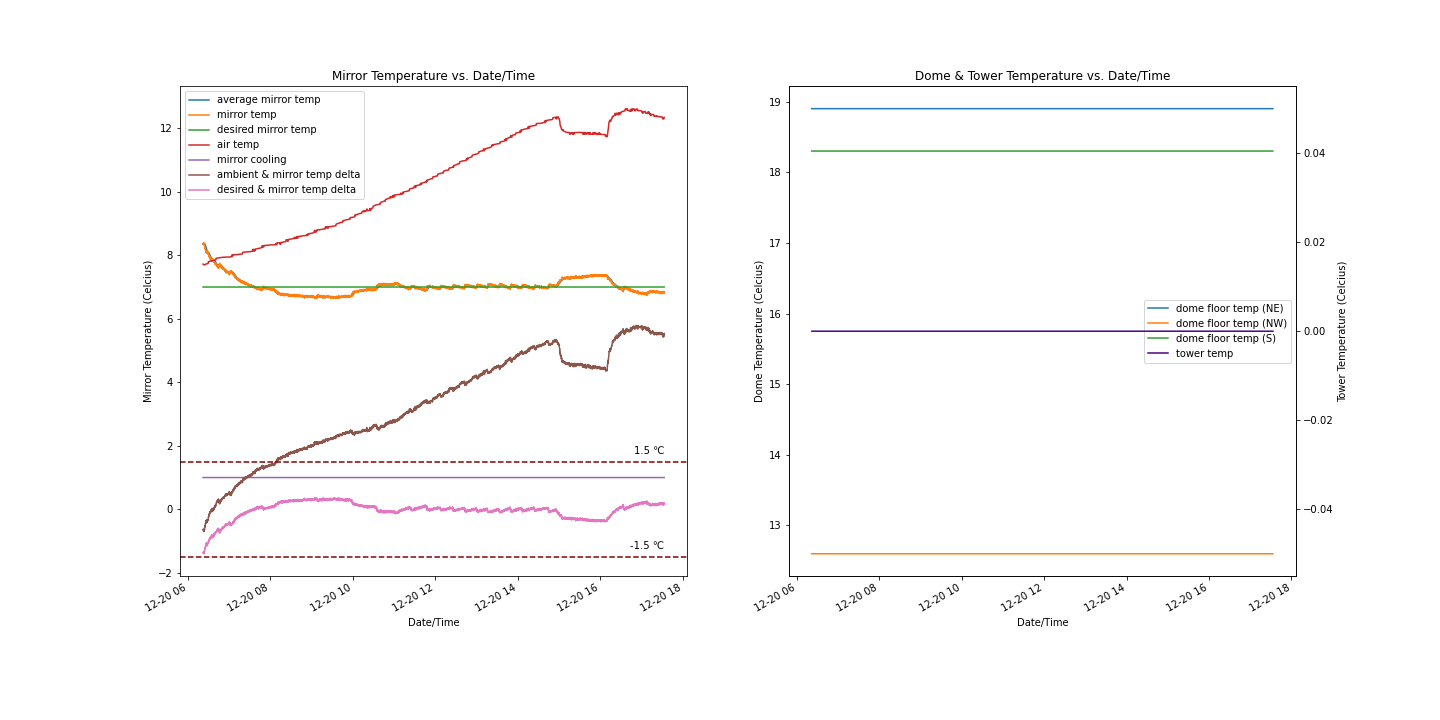 Mirror Temperature vs. Date/Time
average mirror temp
mirror temp
desired mirror temp
air temp
mirror cooling
ambient & mirror temp delta
desired & mirror temp delta
12
10
8
6
4
2
0
−2
Mirror Temperature (Celcius)
1.5 °C
-1.5 °C
12-20 06
12-20 08
12-20 10
12-20 12
12-20 14
12-20 16
12-20 18
Date/Time
Dome & Tower Temperature vs. Date/Time
19
18
17
16
15
14
13
Dome Temperature (Celcius)
dome floor temp (NE)
dome floor temp (NW)
dome floor temp (S)
tower temp
0.04
0.02
0.00
−0.02
−0.04
Tower Temperature (Celcius)
12-20 06
12-20 08
12-20 10
12-20 12
12-20 14
12-20 16
12-20 18
Date/Time